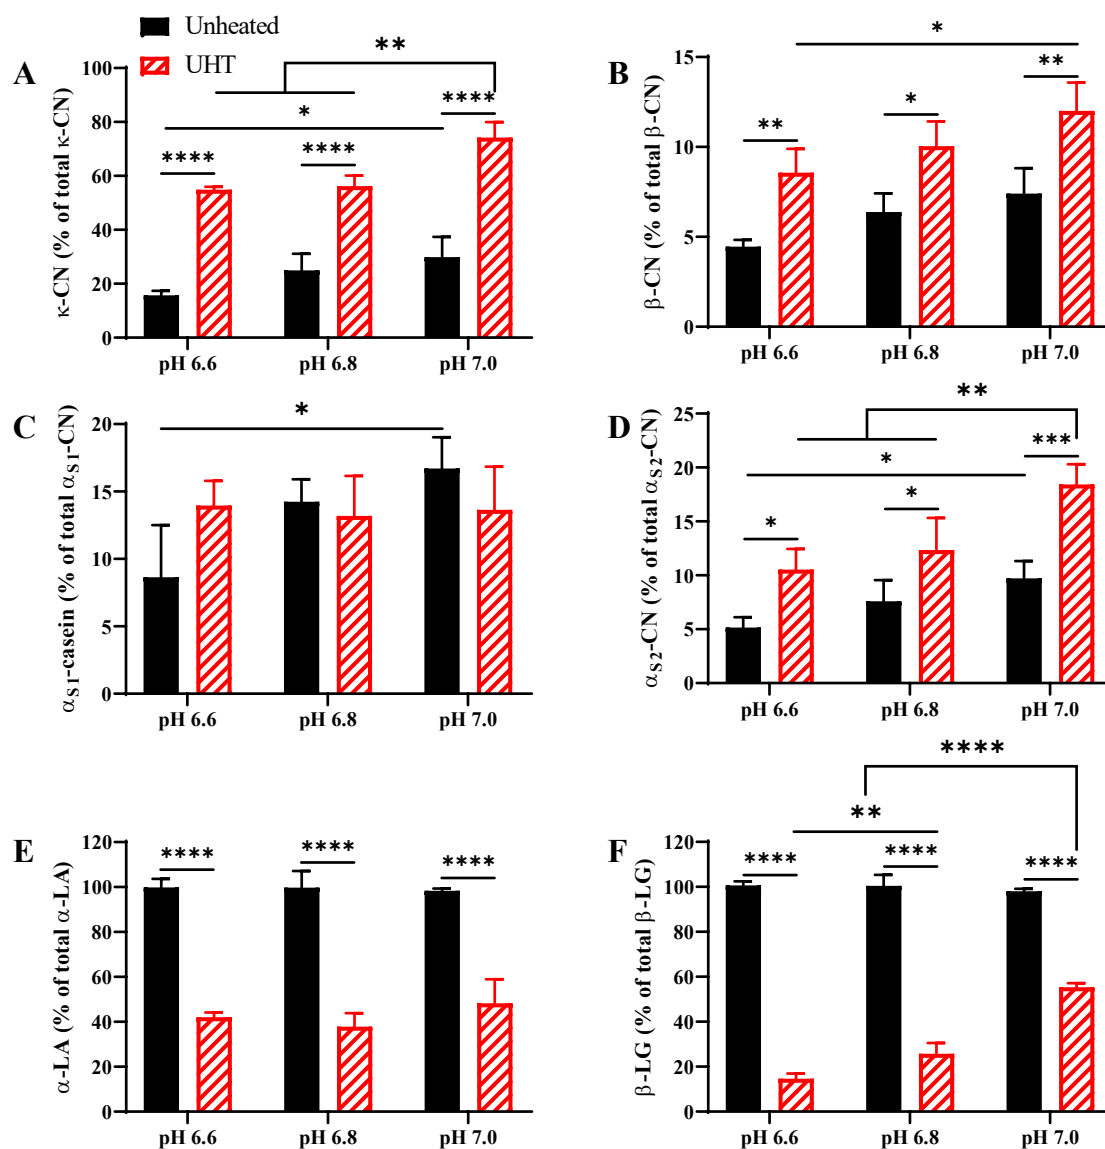 Unheated
UHT
A
κ-CN (% of total κ-CN)
100
80
60
40
20
0
**
*
****
****
****
pH 6.6
pH 6.8
pH 7.0
B
β-CN (% of total β-CN)
15
10
5
0
*
**
*
**
pH 6.6
pH 6.8
pH 7.0
C
αS1-casein (% of total αS1-CN)
20
15
10
5
0
*
pH 6.6
pH 6.8
pH 7.0
D
αS2-CN (% of total αS2-CN)
25
20
15
10
5
0
**
*
*
*
***
pH 6.6
pH 6.8
pH 7.0
E
α-LA (% of total α-LA)
120
100
80
60
40
20
0
****
****
****
pH 6.6
pH 6.8
pH 7.0
F
β-LG (% of total β-LG)
120
100
80
60
40
20
0
****
**
****
****
****
pH 6.6
pH 6.8
pH 7.0